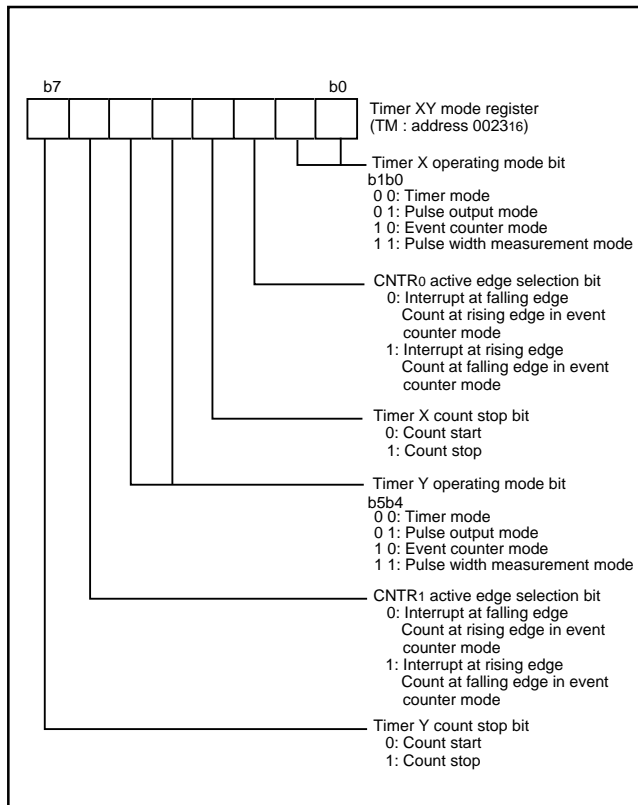 b7 b0
Timer XY mode register
(TM : address 002316)
Timer X operating mode bit
b1b0
0 0: Timer mode
0 1: Pulse output mode
1 0: Event counter mode
1 1: Pulse width measurement mode
CNTR0 active edge selection bit
0: Interrupt at falling edge
Count at rising edge in event
counter mode
1: Interrupt at rising edge
Count at falling edge in event
counter mode
Timer X count stop bit
0: Count start
1: Count stop
Timer Y operating mode bit
b5b4
0 0: Timer mode
0 1: Pulse output mode
1 0: Event counter mode
1 1: Pulse width measurement mode
CNTR1 active edge selection bit
0: Interrupt at falling edge
Count at rising edge in event
counter mode
1: Interrupt at rising edge
Count at falling edge in event
counter mode
Timer Y count stop bit
0: Count start
1: Count stop